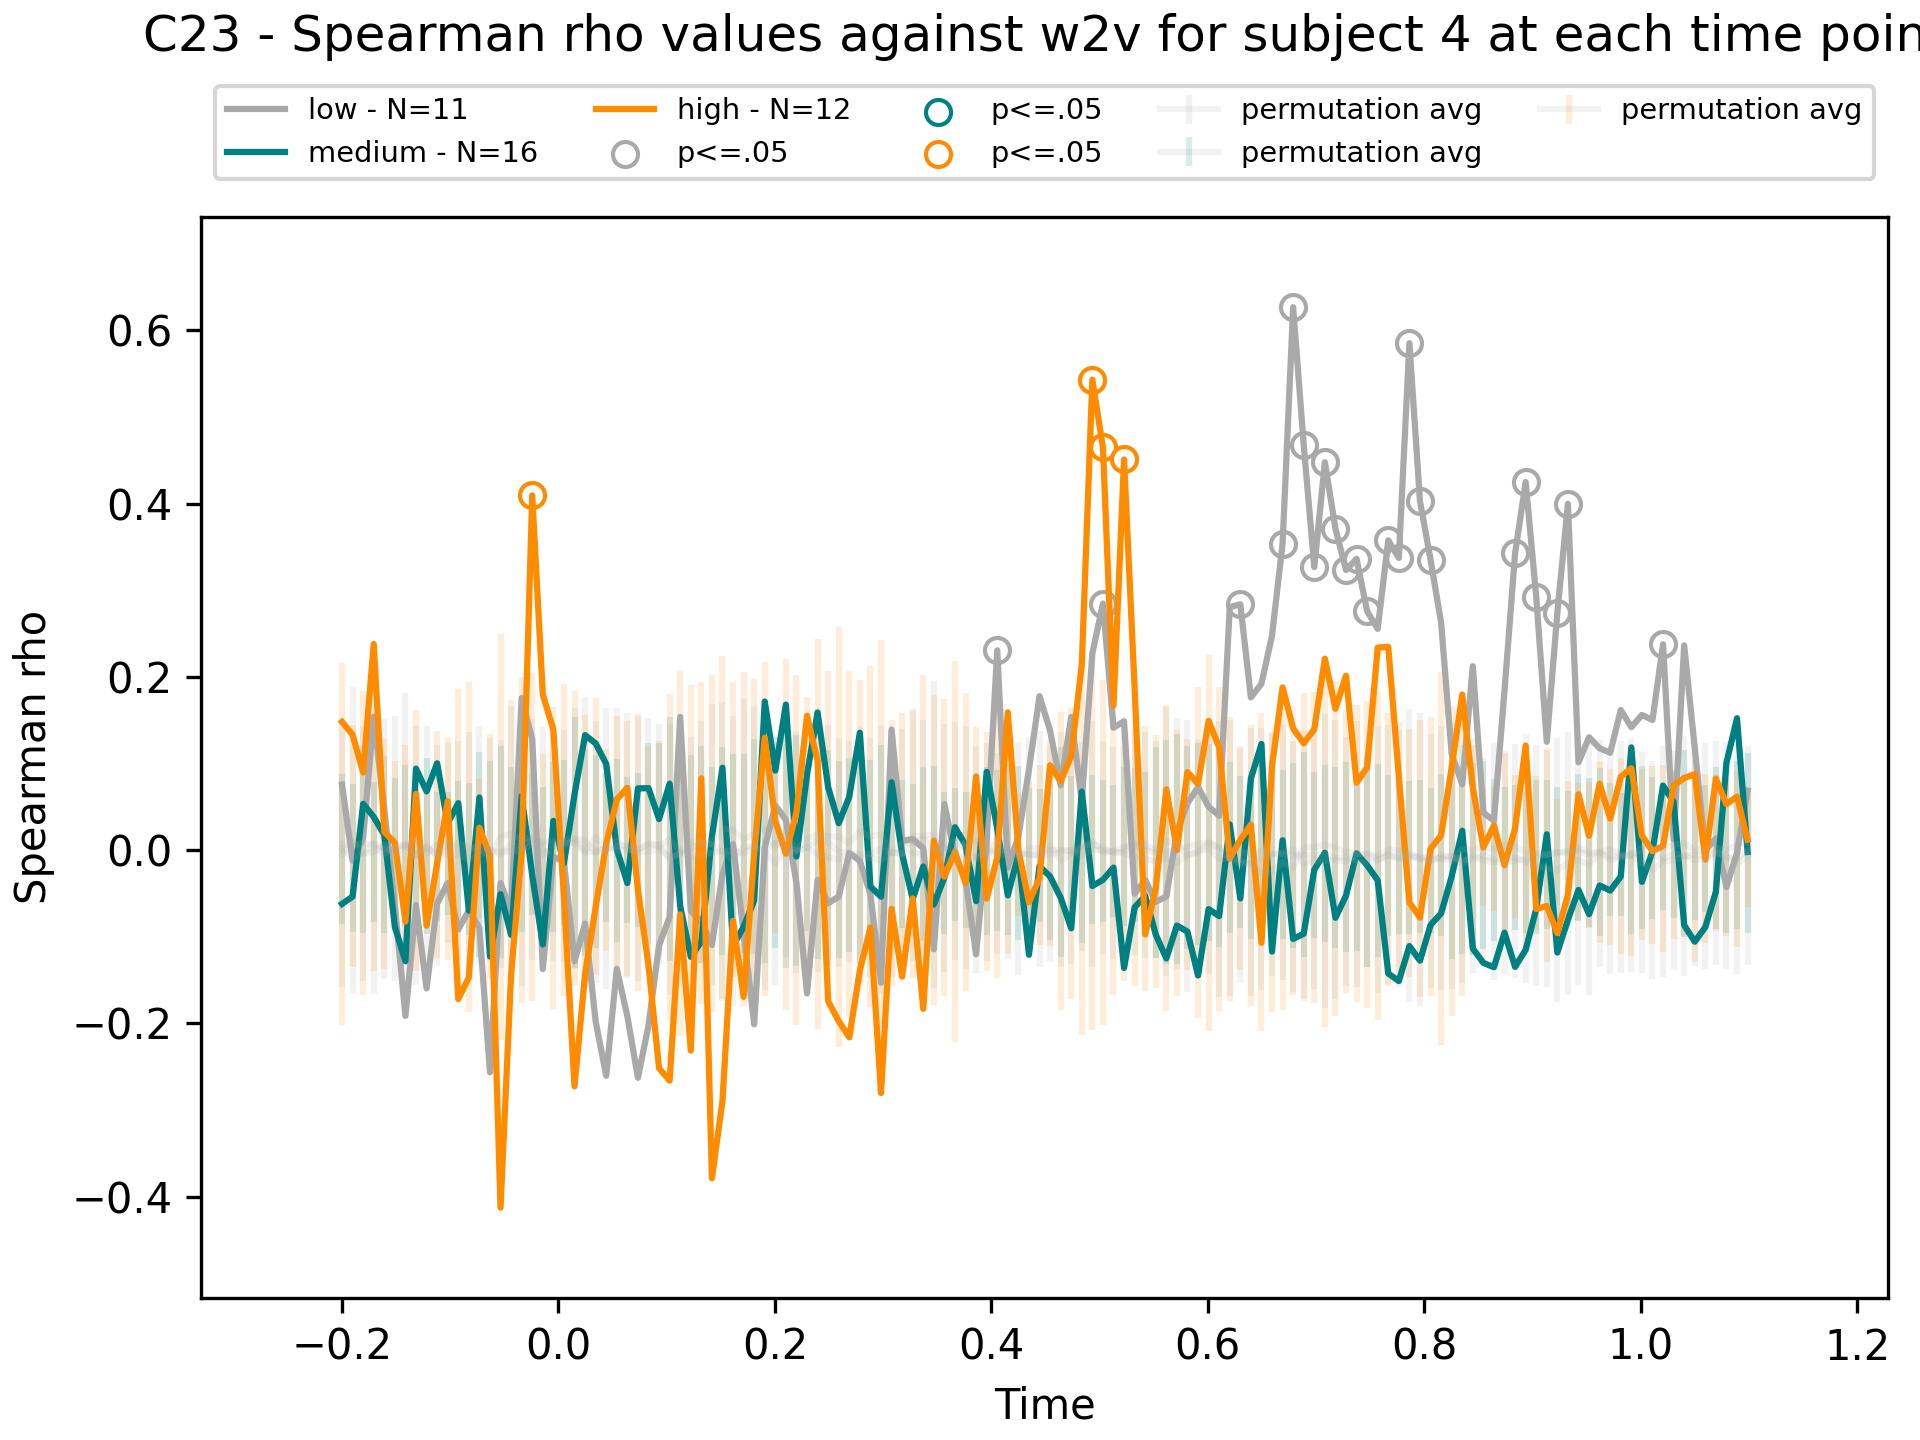 C23 - Spearman rho values against w2v for subject 4 at each time poin
low - N=11
medium - N=16
high - N=12
p<=.05
p<=.05
p<=.05
permutation avg
permutation avg
permutation avg
Spearman rho
0.6
0.4
0.2
0.0
−0.2
−0.4
−0.2 0.0 0.2 0.4 0.6 0.8 1.0 1.2
Time